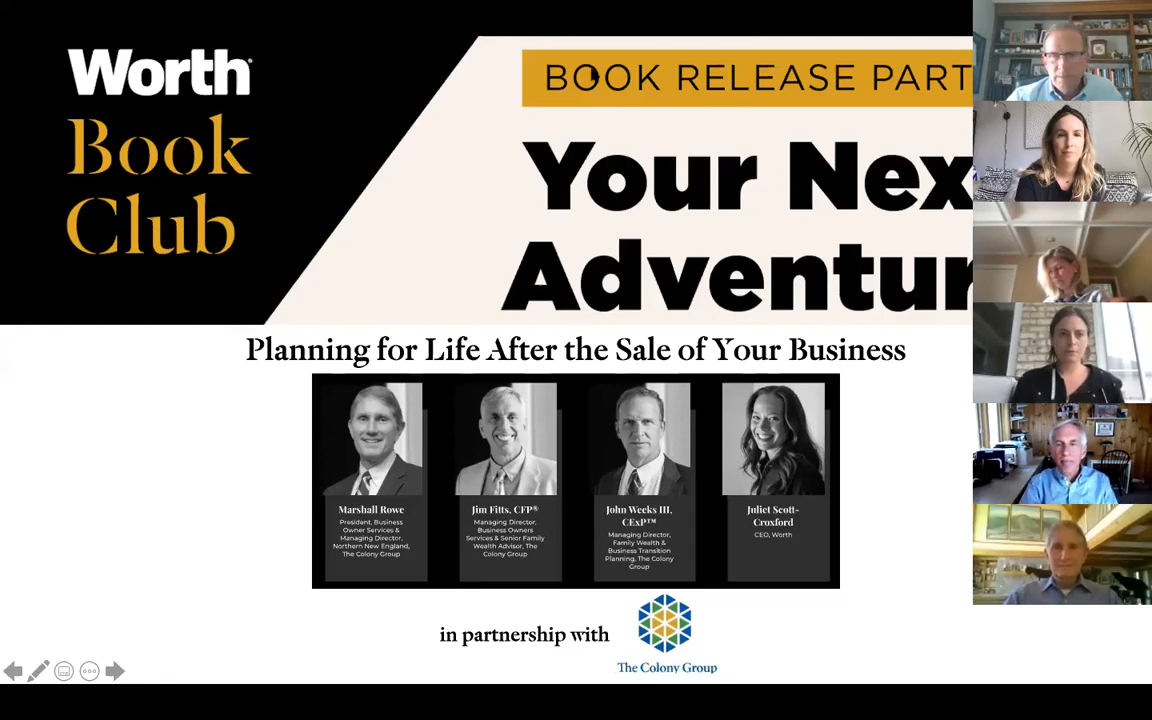 Worth
Book
Club
BOOK RELEASE PART
Your Nex
Adventur
Planning for Life After the Sale of Your Business
Marshall Rowe
President, Business
Owner Services &
Managing Director,
Northern New England,
The Colony Group
Jim Fitts, CFP®
Managing Director,
Business Owners
Services & Senior Family
Wealth Advisor, The
Colony Group
John Weeks III,
CExP™
Managing Director,
Family Wealth &
Business Transition
Planning, The Colony
Group
Juliet Scott-
Croxford
CEO, Worth
in partnership with
The Colony Group